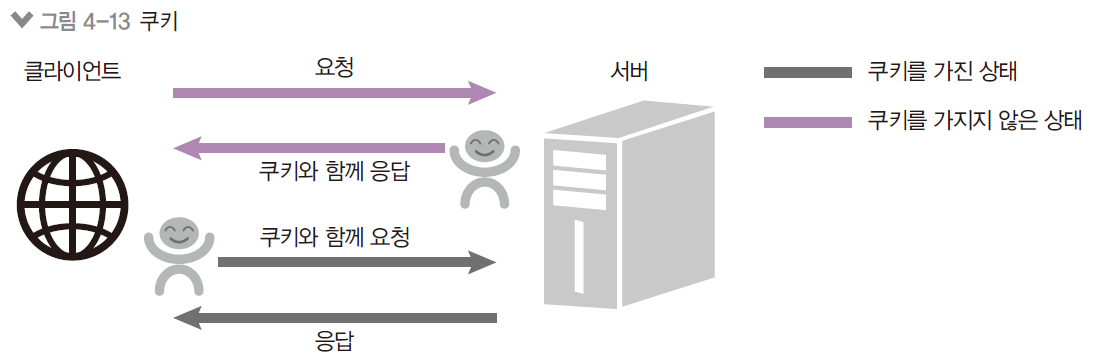 그림 4-13 쿠키
클라이언트
요청
서버
쿠키를 가진 상태
쿠키를 가지지 않은 상태
쿠키와 함께 응답
쿠키와 함께 요청
응답